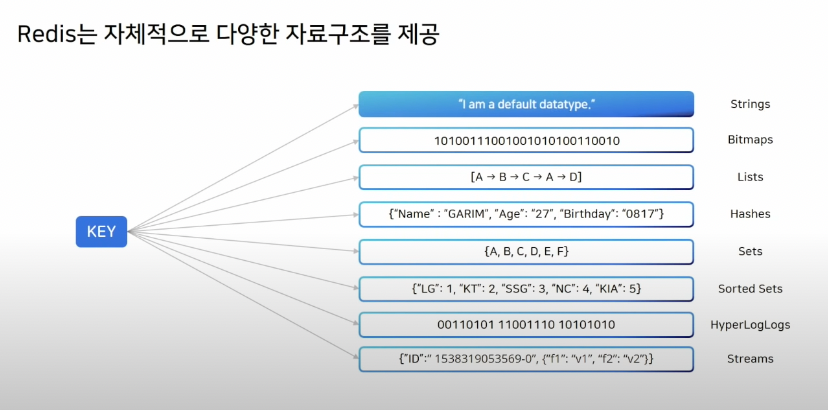 Redis는 자체적으로 다양한 자료구조를 제공
KEY
“I am a default datatype.” Strings
10100111001001010100110010 Bitmaps
[A → B → C → A → D] Lists
{“Name” : “GARIM”, “Age”: “27”, “Birthday”: “0817”} Hashes
{A, B, C, D, E, F} Sets
{“LG”: 1, “KT”: 2, “SSG”: 3, “NC”: 4, “KIA”: 5} Sorted Sets
00110101 11001110 10101010 HyperLogLogs
{“ID”:” 1538319053569-0”, {“f1”: “v1”, “f2”: “v2”}} Streams